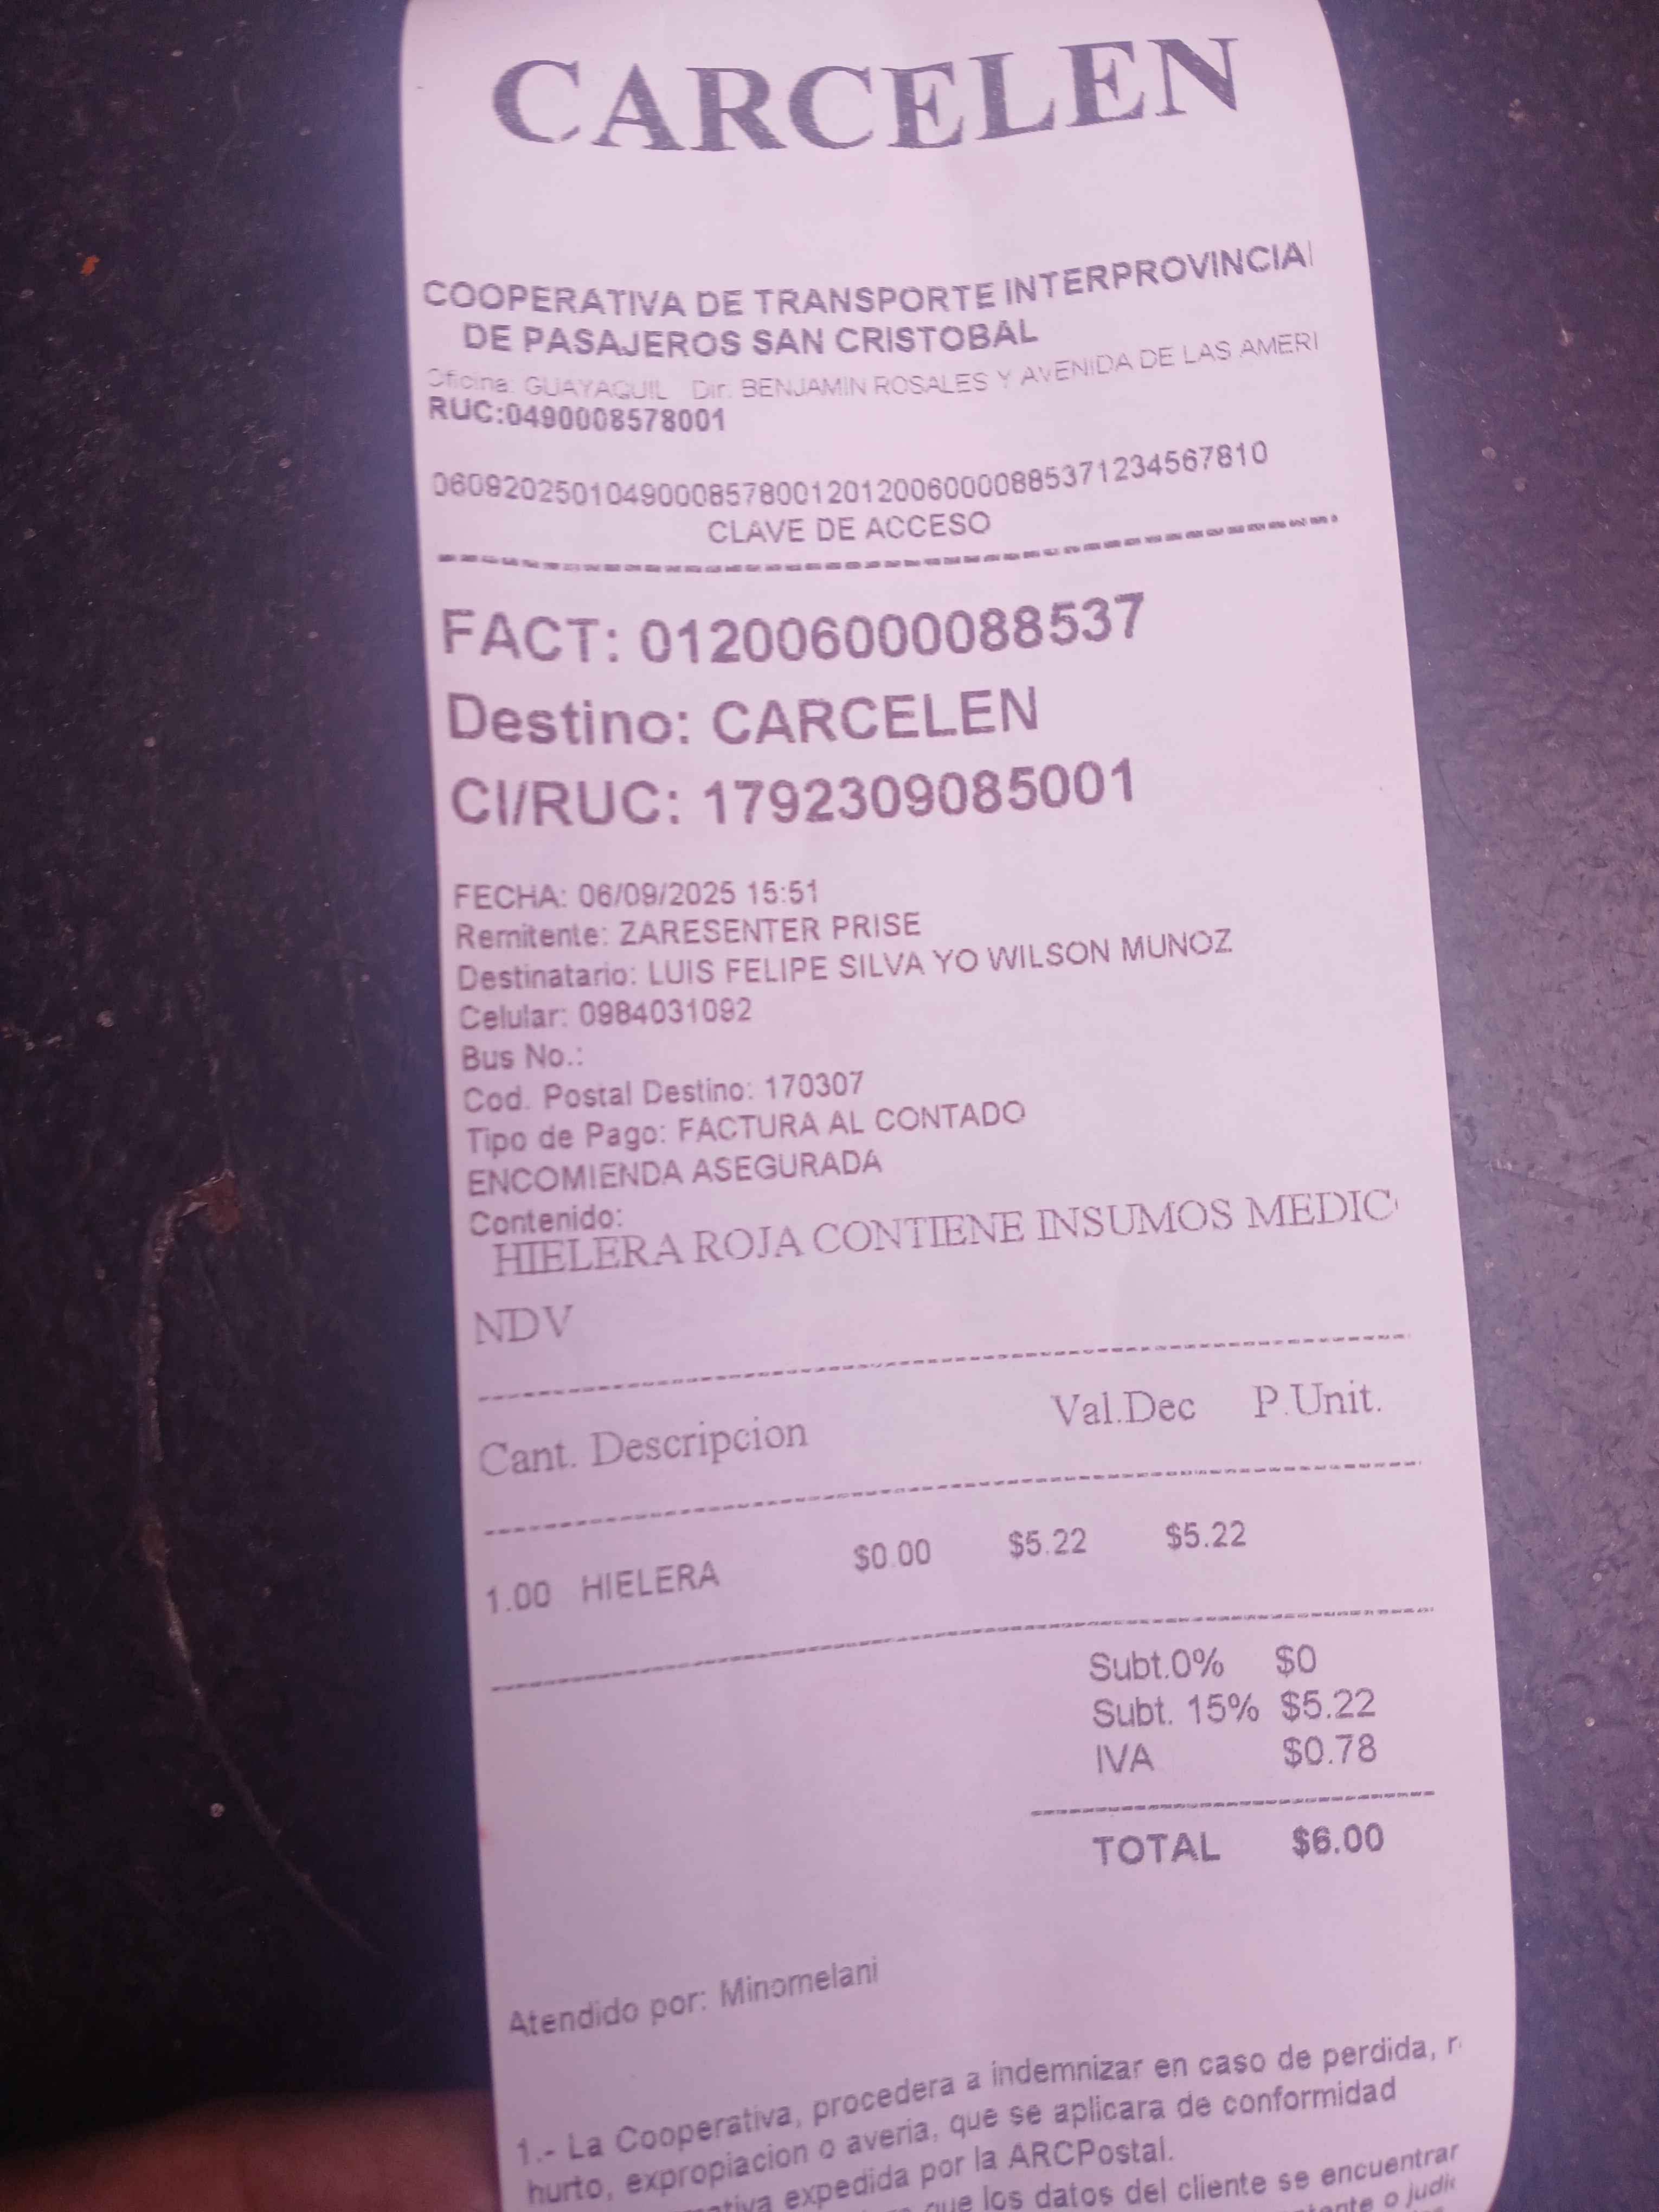 CARCELEN
COOPERATIVA DE TRANSPORTE INTERPROVINCIAL
DE PASAJEROS SAN CRISTOBAL
Oficina: GUAYAQUIL Dir: BENJAMIN ROSALES Y AVENIDA DE LAS AMERI
RUC:0490008578001
0609202501049000857800120120060000885371234567810
CLAVE DE ACCESO
FACT: 012006000088537
Destino: CARCELEN
CI/RUC: 1792309085001
FECHA: 06/09/2025 15:51
Remitente: ZARESENTER PRISE
Destinatario: LUIS FELIPE SILVA YO WILSON MUNOZ
Celular: 0984031092
Bus No.:
Cod. Postal Destino: 170307
Tipo de Pago: FACTURA AL CONTADO
ENCOMIENDA ASEGURADA
Contenido:
HIELERA ROJA CONTIENE INSUMOS MEDIC
NDV
Cant. Descripcion Val.Dec P.Unit.
1.00 HIELERA $0.00 $5.22 $5.22
Subt.0% $0
Subt. 15% $5.22
IVA $0.78
TOTAL $6.00
Atendido por: Minomelani
1.- La Cooperativa, procedera a indemnizar en caso de perdida, r
hurto, expropiacion o averia, que se aplicara de conformidad
expedida por la ARCPostal.
que los datos del cliente se encuentran
o judi